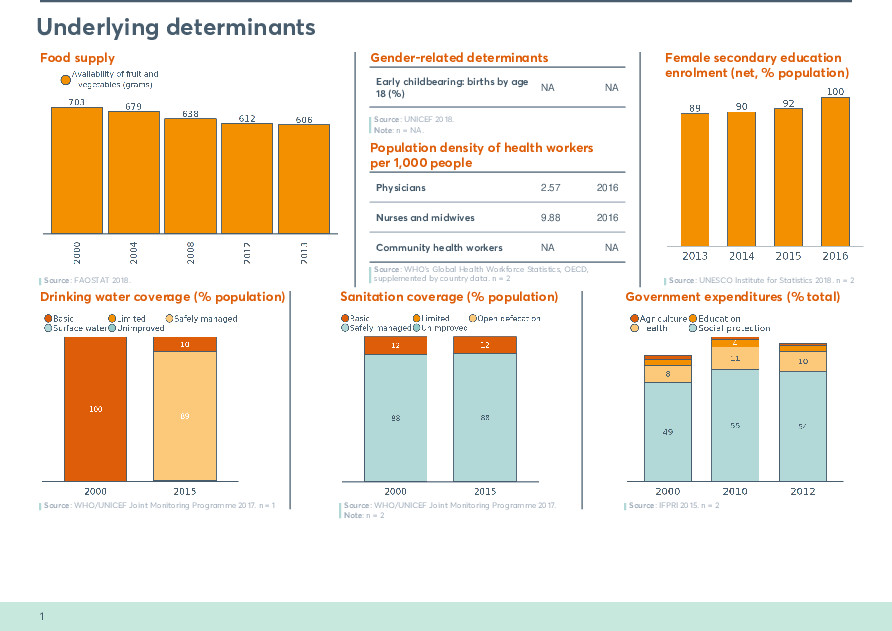 Underlying determinants
Food supply
Availability of fruit and
vegetables (grams)
703
679
638
612
606
2000
2004
2008
2013
Source: FAOSTAT 2018.
Gender-related determinants
Early childbearing: births by age
18 (%)
NA NA
Source: UNICEF 2018.
Note: n = NA.
Population density of health workers
per 1,000 people
Physicians 2.57 2016
Nurses and midwives 9.88 2016
Community health workers NA NA
Source: WHO's Global Health Workforce Statistics, OECD,
supplemented by country data. n = 2
Female secondary education
enrolment (net, % population)
89
90
92
100
2013 2014 2015 2016
Source: UNESCO Institute for Statistics 2018. n = 2
Drinking water coverage (% population)
Basic Limited Safely managed
Surface water Unimproved
100
89
2000 2015
Source: WHO/UNICEF Joint Monitoring Programme 2017. n = 1
Sanitation coverage (% population)
Basic Limited Open defecation
Safely managed Unimproved
12 12
88 88
2000 2015
Source: WHO/UNICEF Joint Monitoring Programme 2017.
Note: n = 2
Government expenditures (% total)
Agriculture Education
Health Social protection
4
8 11 10
49 55 54
2000 2010 2012
Source: IFPRI 2015. n = 2
1